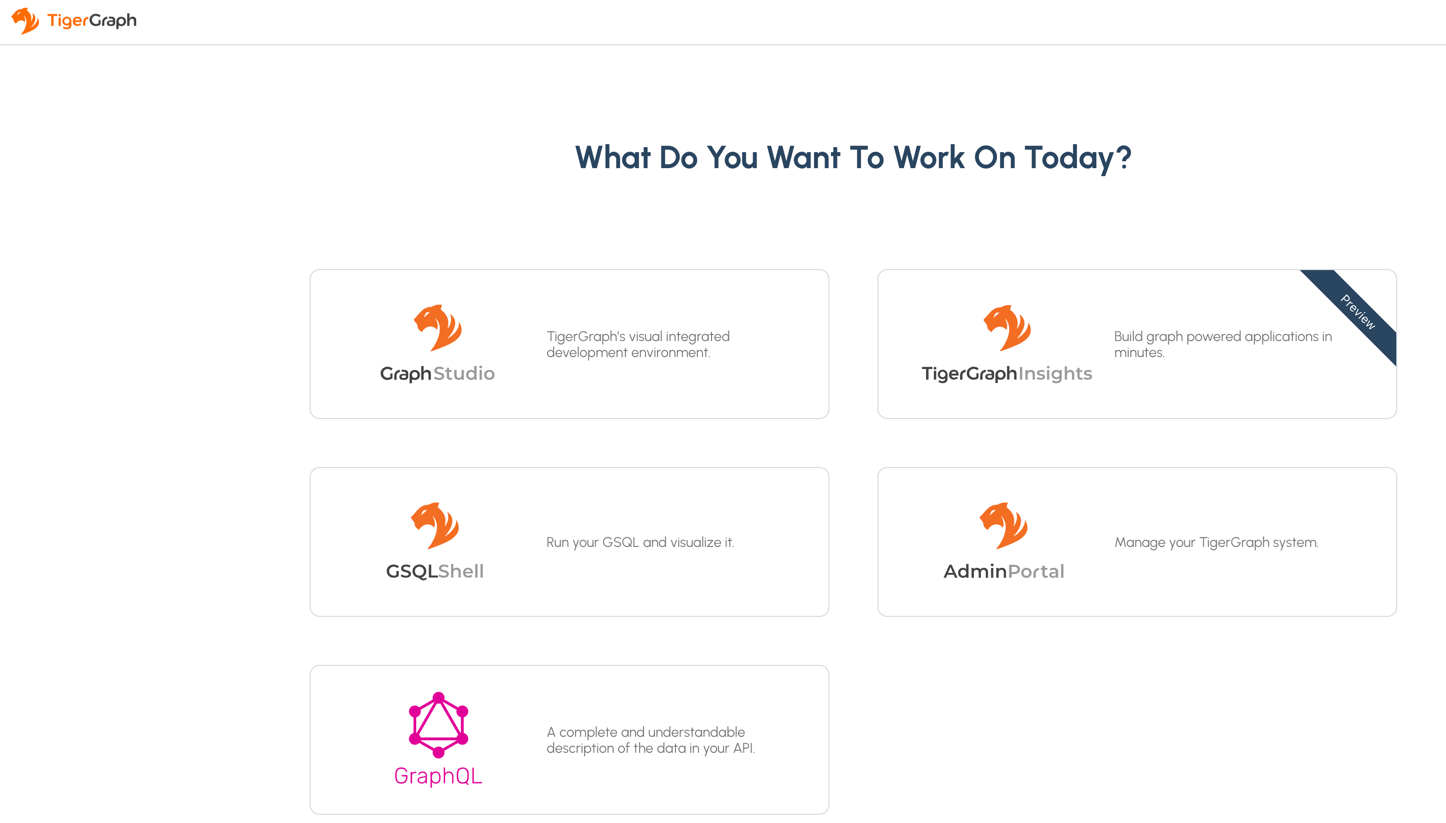 TigerGraph
What Do You Want To Work On Today?
GraphStudio
TigerGraph's visual integrated
development environment.
TigerGraphInsights
Build graph powered applications in
minutes.
Preview
GSQLShell
Run your GSQL and visualize it.
AdminPortal
Manage your TigerGraph system.
GraphQL
A complete and understandable
description of the data in your API.